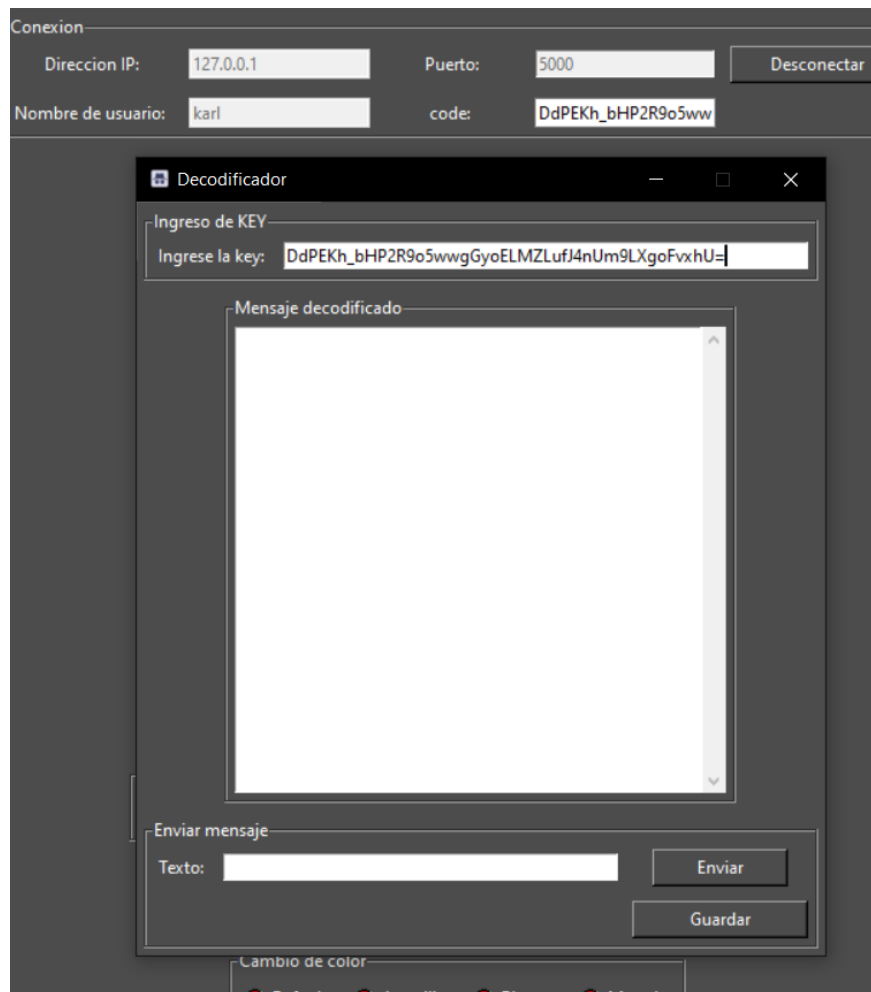 Conexion
Direccion IP: 127.0.0.1 Puerto: 5000 Desconectar
Nombre de usuario: karl code: DdPEKh_bHP2R9o5ww
Decodificador
Ingreso de KEY
Ingrese la key: DdPEKh_bHP2R9o5wwgGyoELMZLufJ4nUm9LXgoFvxhU=
Mensaje decodificado
Enviar mensaje
Texto: Enviar
Guardar
Cambio de color